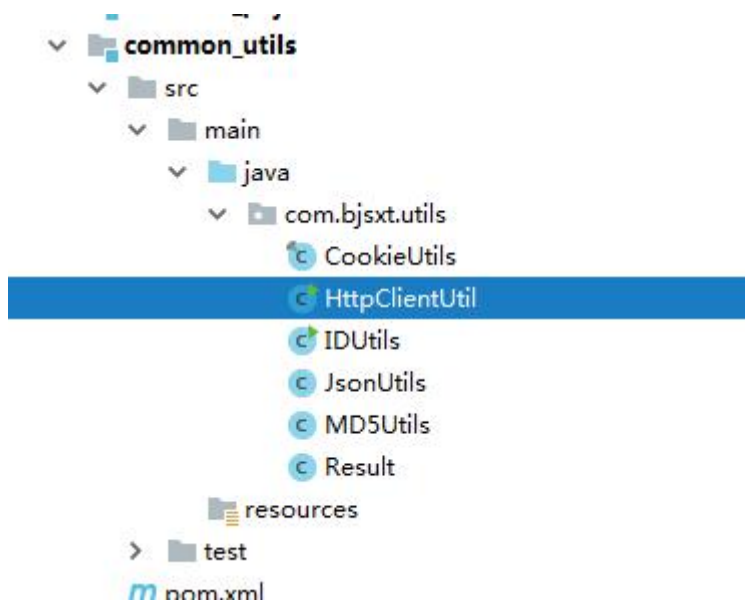 common_utils
src
main
java
com.bjsxt.utils
CookieUtils
HttpClientUtil
IDUtils
JsonUtils
MD5Utils
Result
resources
test
pom.xml